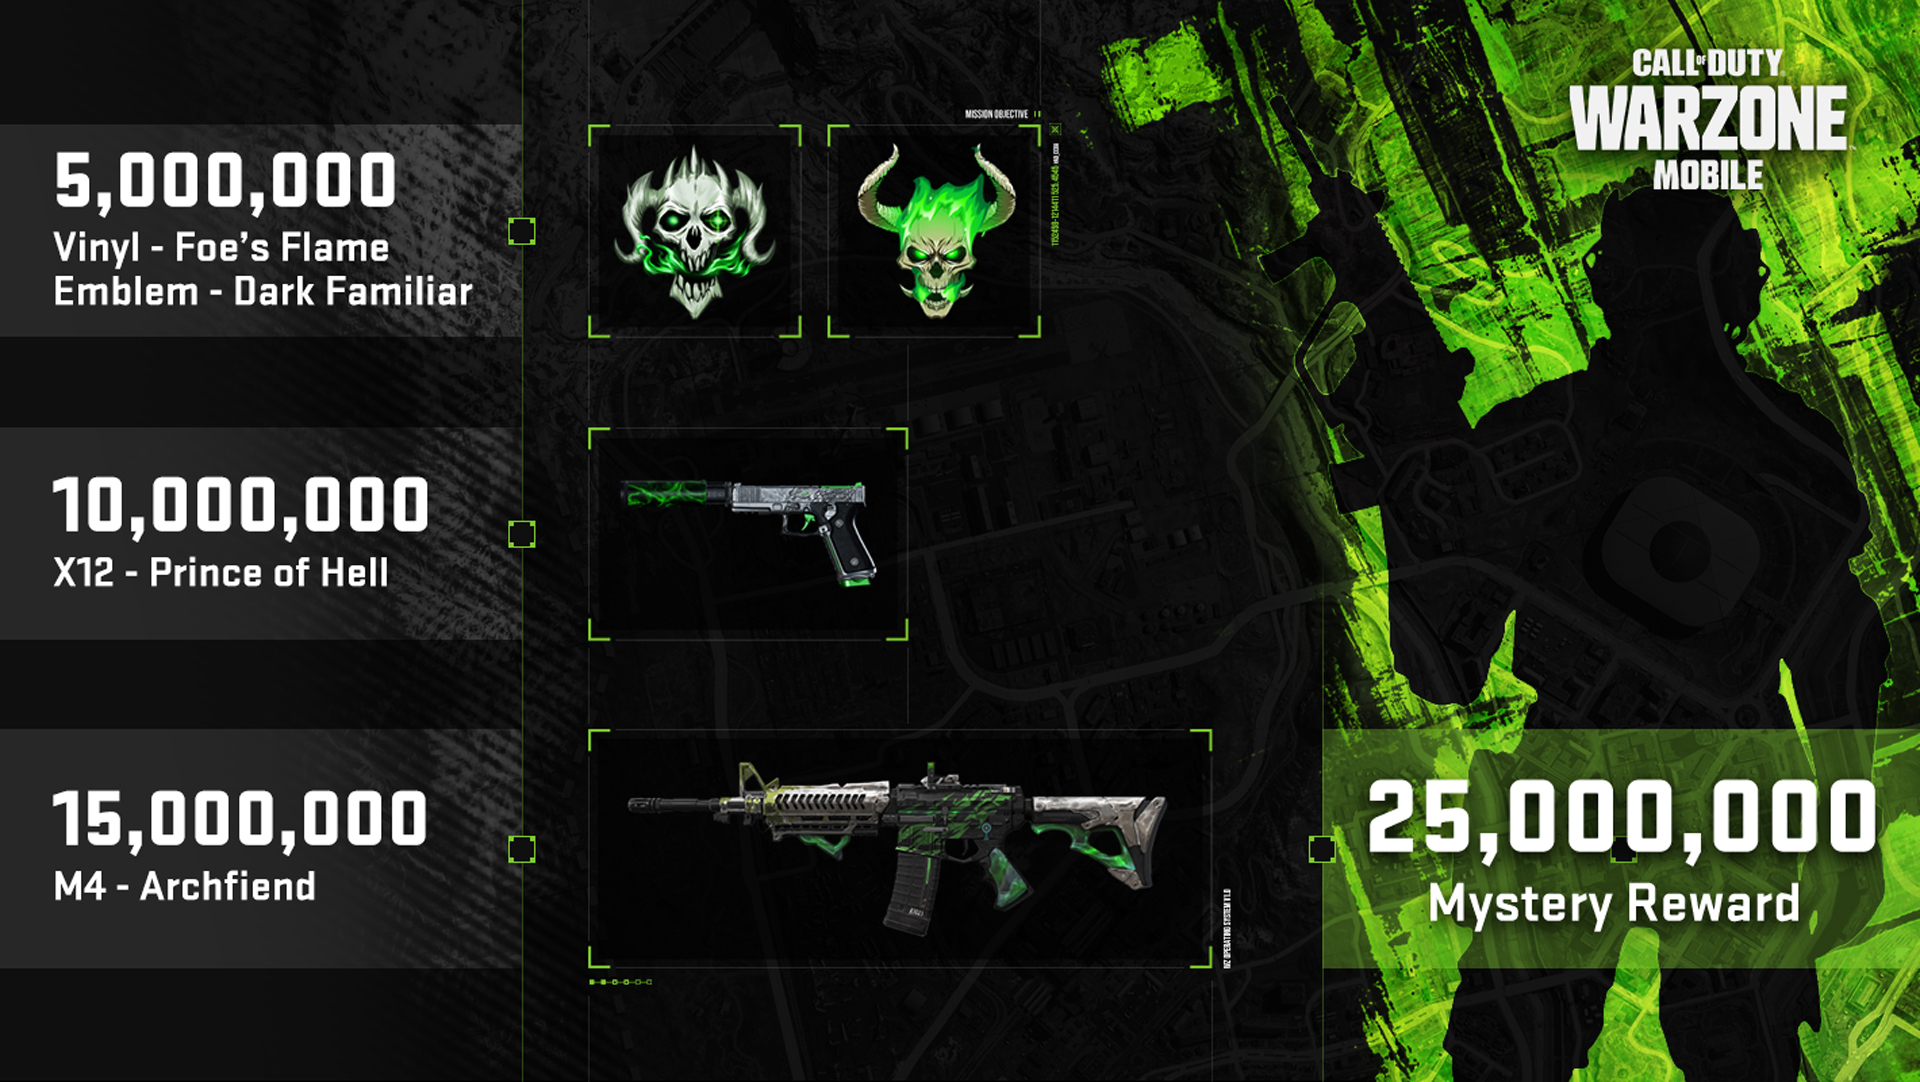 CALL OF DUTY
WARZONE
MOBILE
MISSION OBJECTIVE
5,000,000
Vinyl - Foe's Flame
Emblem - Dark Familiar
10,000,000
X12 - Prince of Hell
15,000,000
M4 - Archfiend
25,000,000
Mystery Reward